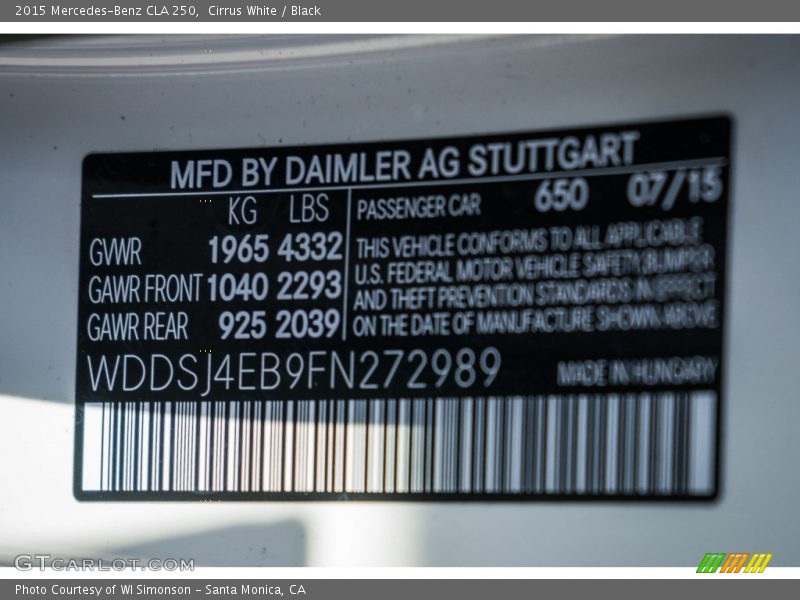 2015 Mercedes-Benz CLA 250,  Cirrus White / Black
MFD BY DAIMLER AG STUTTGART
KG LBS PASSENGER CAR 650 07/15
GVWR 1965 4332 THIS VEHICLE CONFORMS TO ALL APPLICABLE
U.S. FEDERAL MOTOR VEHICLE SAFETY BUMPER
GAWR FRONT 1040 2293 AND THEFT PREVENTION STANDARDS IN EFFECT
GAWR REAR 925 2039 ON THE DATE OF MANUFACTURE SHOWN ABOVE
WDDSJ4EB9FN272989 MADE IN HUNGARY
GTCARLOT.COM
Photo Courtesy of WI Simonson - Santa Monica, CA